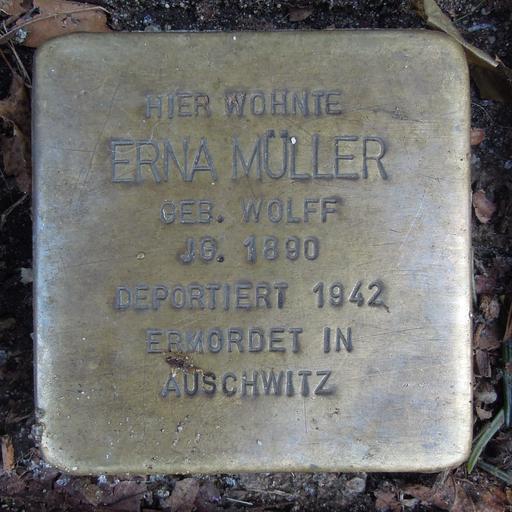 HIER WOHNTE
ERNA MÜLLER
GEB. WOLFF
JG. 1890
DEPORTIERT 1942
ERMORDET IN
AUSCHWITZ